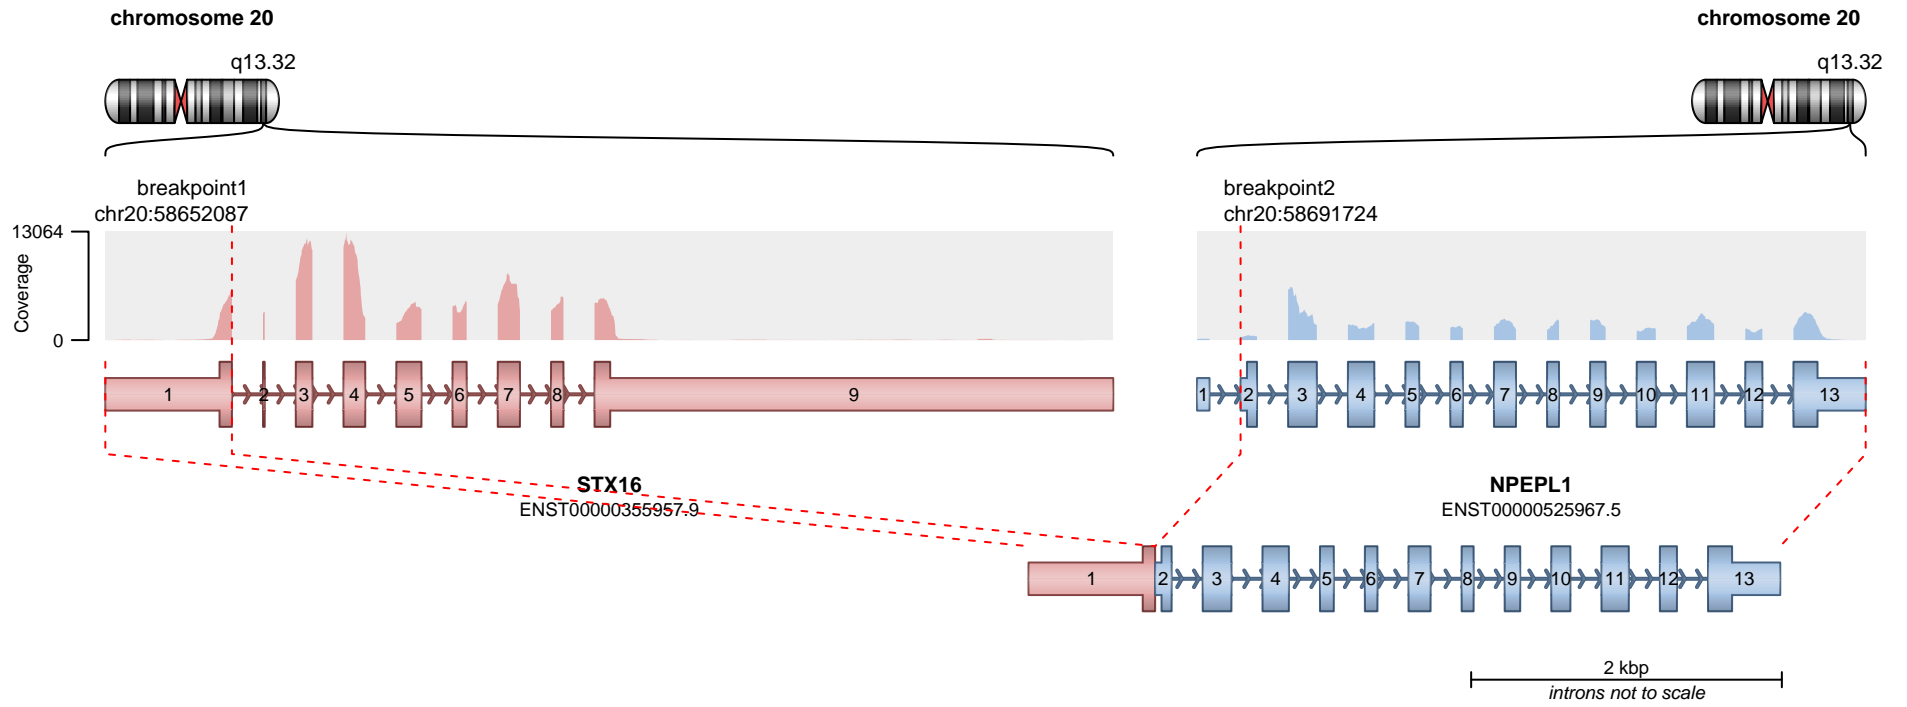 chromosome 20
chromosome 20
q13.32
q13.32
breakpoint1
chr20:58652087
breakpoint2
chr20:58691724
13064
Coverage
0
1 2 3 4 5 6 7 8 9
1 2 3 4 5 6 7 8 9 10 11 12 13
STX16
ENST00000355957.9
NPEPL1
ENST00000525967.5
1 2 3 4 5 6 7 8 9 10 11 12 13
2 kbp
introns not to scale